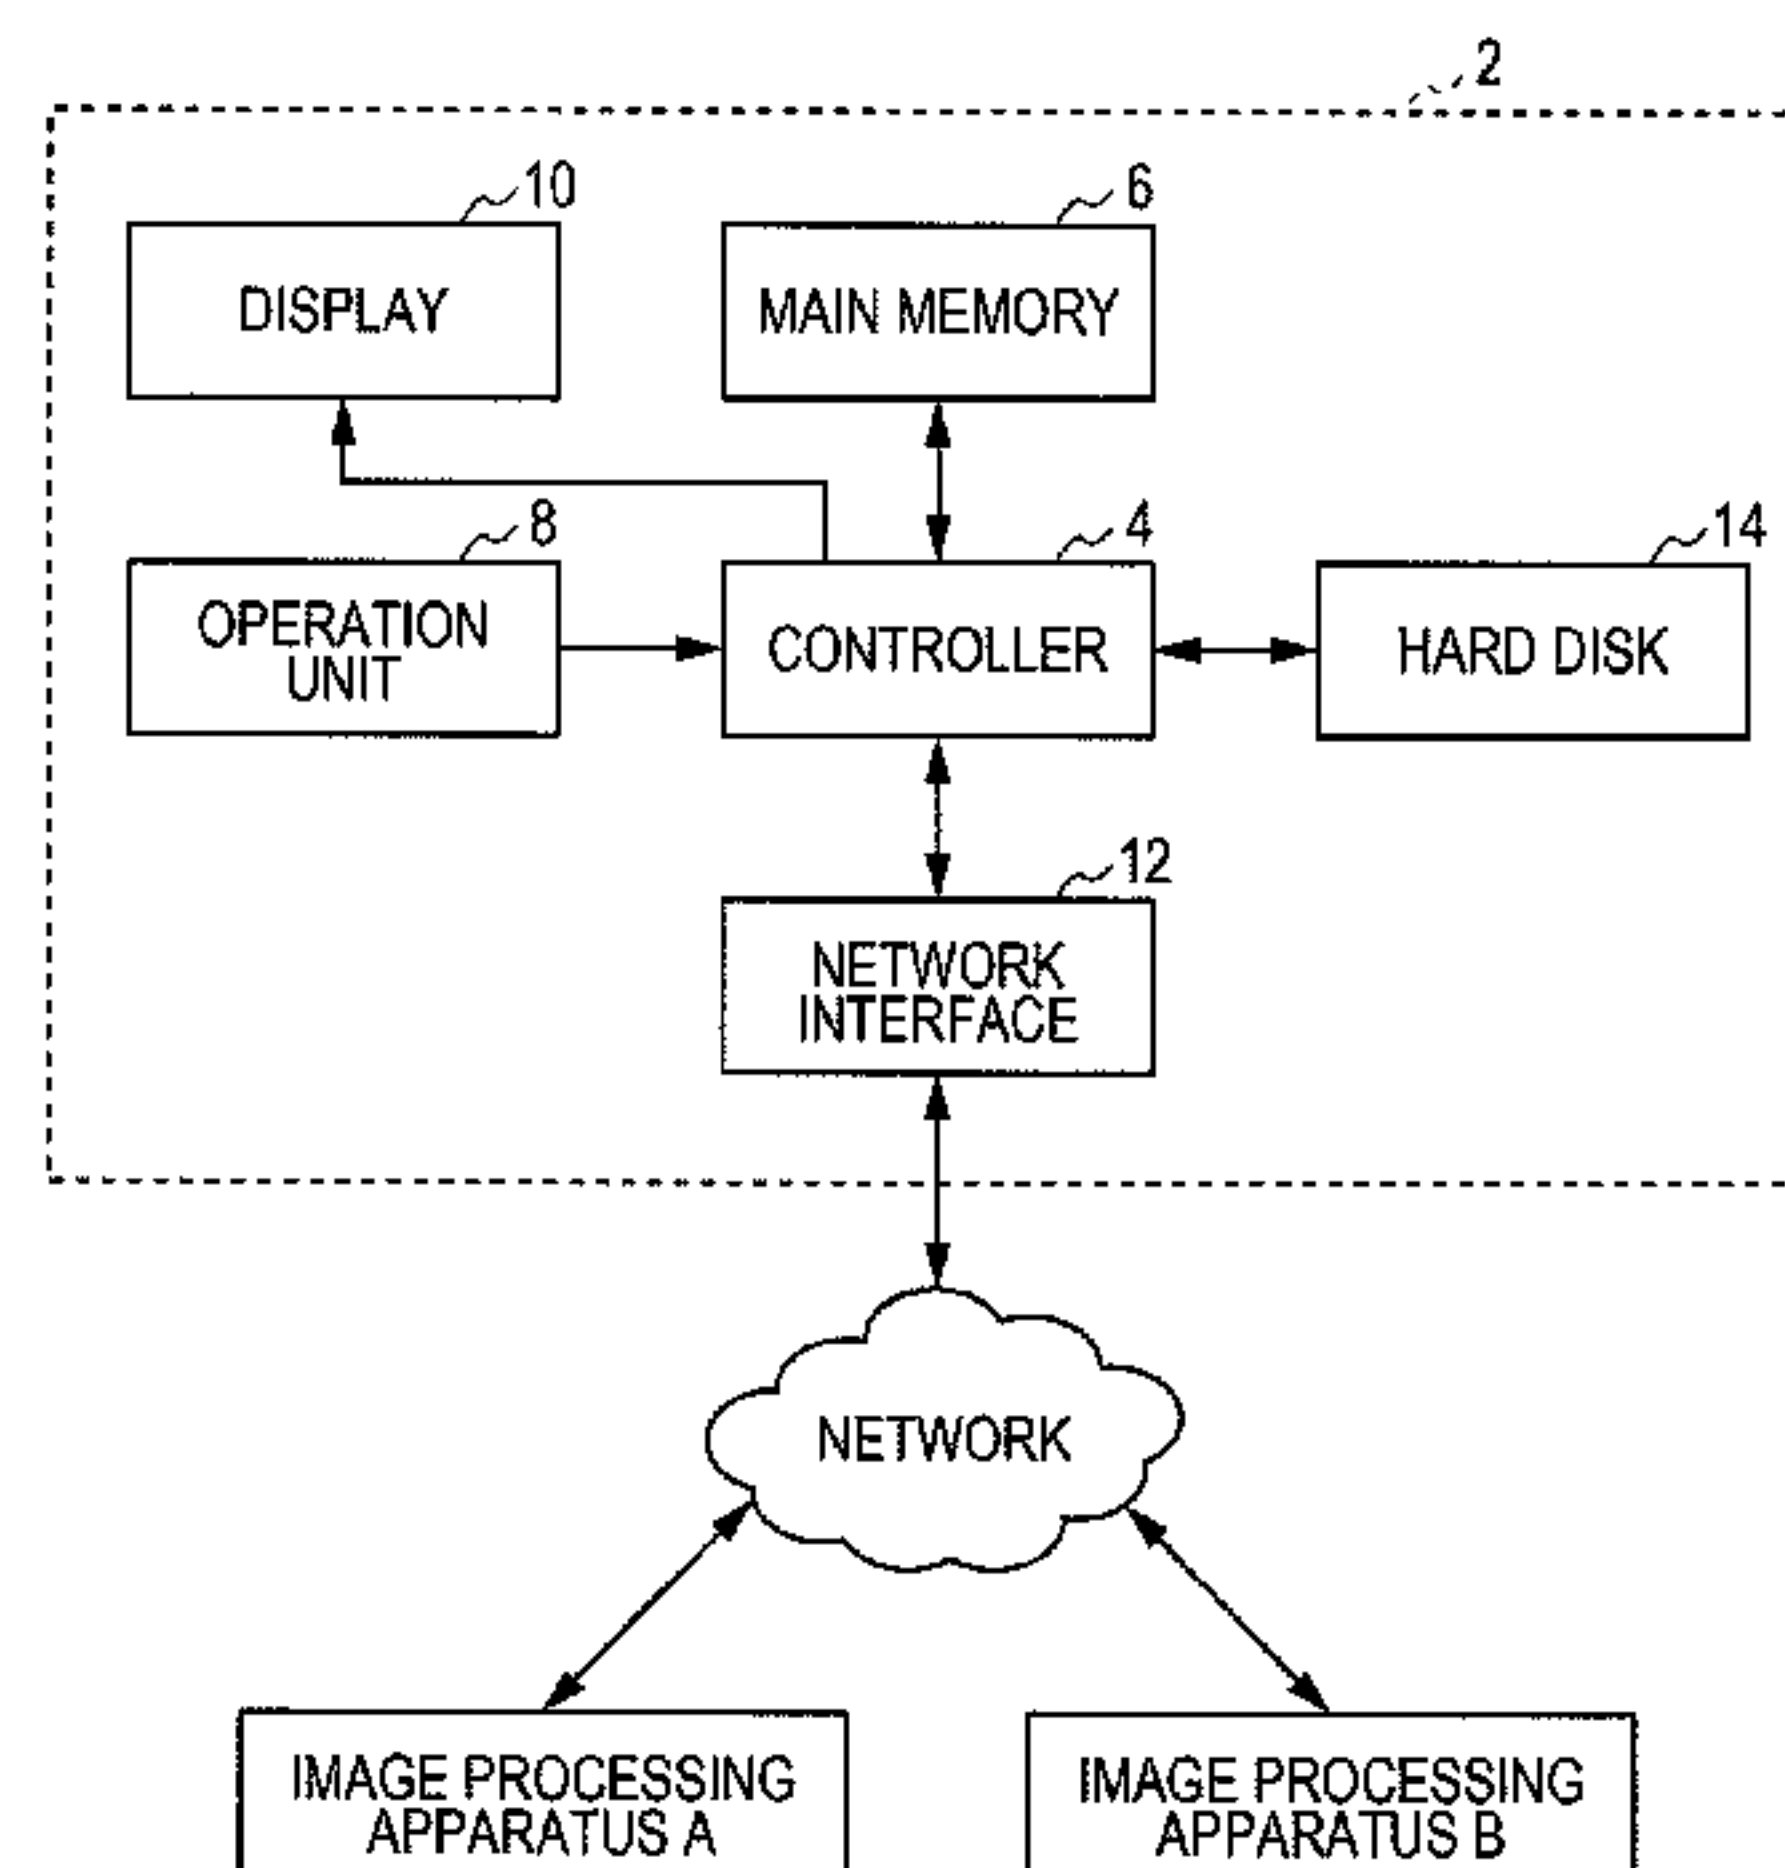 2
10
6
DISPLAY
MAIN MEMORY
8
4
14
OPERATION
UNIT
CONTROLLER
HARD DISK
12
NETWORK
INTERFACE
NETWORK
IMAGE PROCESSING
APPARATUS A
IMAGE PROCESSING
APPARATUS B